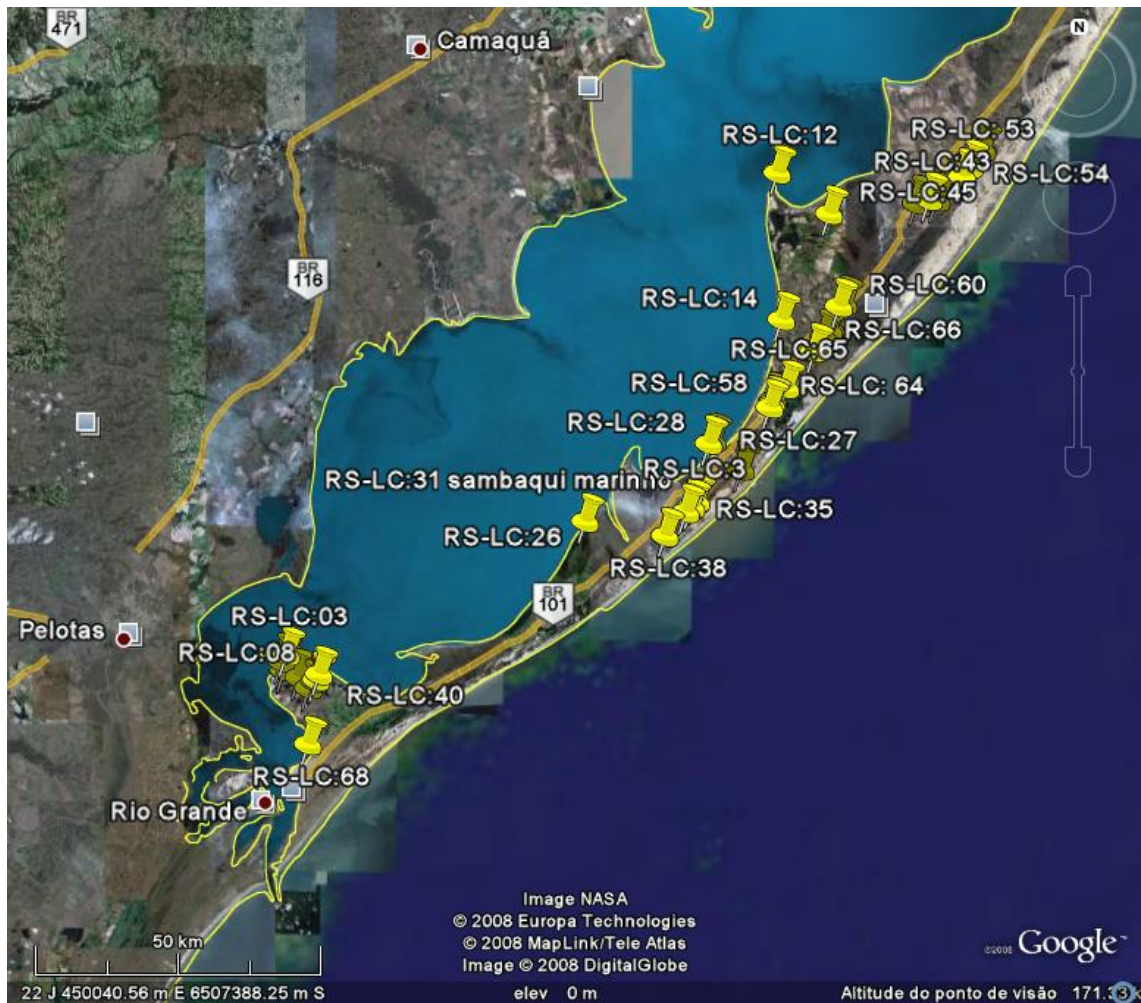 BR
471
Camaquã
N
RS-LC:12
RS-LC: 53
RS-LC:43
RS-LC: 54
RS-LC:45
BR
116
RS-LC:14
RS-LC:60
RS-LC:66
RS-LC:65
RS-LC:58
RS-LC: 64
RS-LC:28
RS-LC:27
RS-LC:3
RS-LC:31 sambaqui marinho
RS-LC:35
RS-LC:26
RS-LC:38
BR
101
RS-LC:03
Pelotas
RS-LC:08
RS-LC:40
RS-LC:68
Rio Grande
Image NASA
© 2008 Europa Technologies
© 2008 MapLink/Tele Atlas
Image © 2008 DigitalGlobe
50 km
©2008 Google™
22 J 450040.56 m E 6507388.25 m S elev 0 m Altitude do ponto de visão